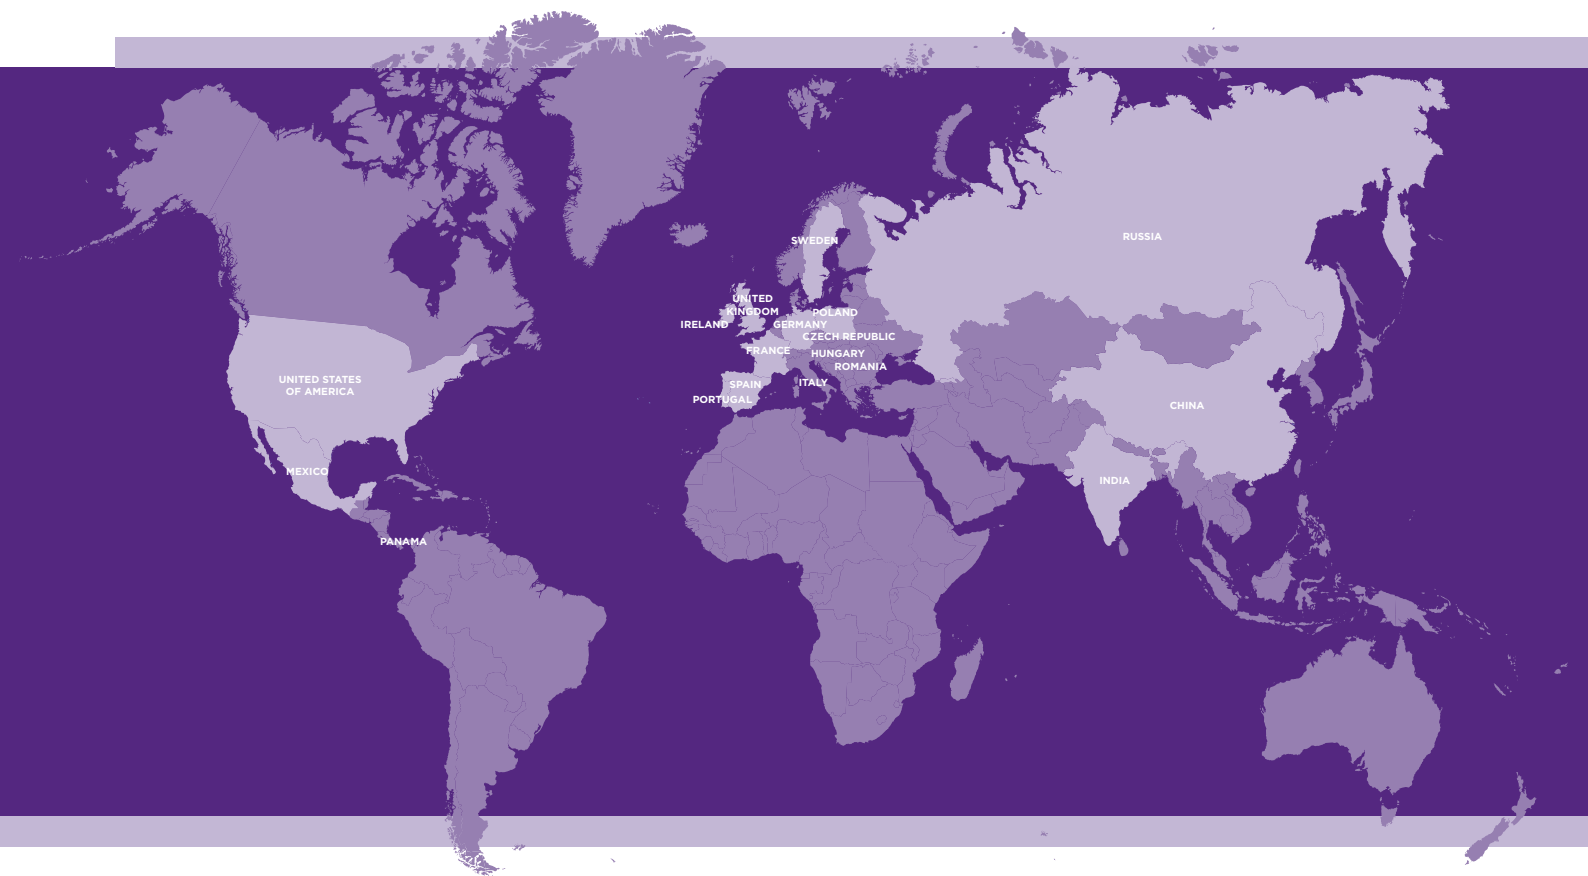 RUSSIA
SWEDEN
UNITED
KINGDOM
IRELAND
POLAND
GERMANY
CZECH REPUBLIC
FRANCE
HUNGARY
ROMANIA
SPAIN
ITALY
PORTUGAL
UNITED STATES
OF AMERICA
CHINA
MEXICO
INDIA
PANAMA